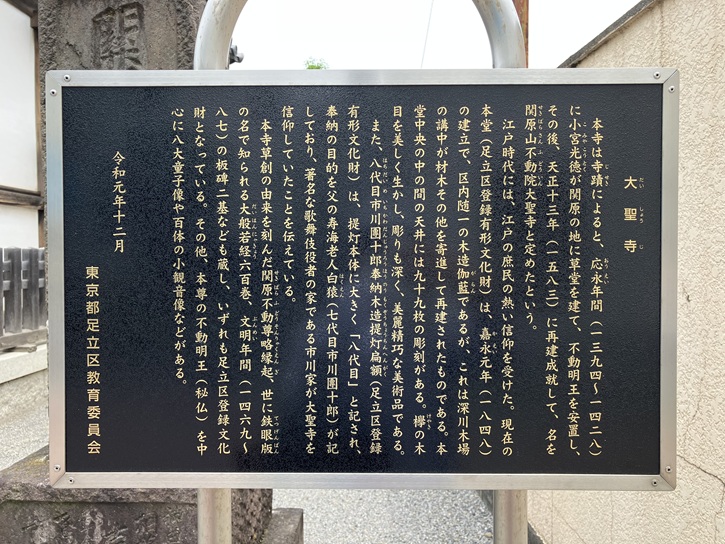 大聖寺
本寺は寺蹟によると、応永年間(一三九四～一四二八)
に小宮光徳が関原の地に草堂を建て、不動明王を安置し、
その後、天正十三年(一五八三)に再建成就して、名を
関原山不動院大聖寺と定めたという。
江戸時代には、江戸の庶民の熱い信仰を受けた。現在の
本堂(足立区登録有形文化財)は、嘉永元年(一八四八)
の建立で、区内随一の木造伽藍であるが、これは深川木場
の講中が材木その他を寄進して再建されたものである。本
堂中央の中の間の天井には九十九枚の彫刻がある。欅の木
目を美しく生かし、彫りも深く、美麗精巧な美術品である。
また、八代目市川團十郎奉納木造提灯扁額(足立区登録
有形文化財)は、提灯本体に大きく「八代目」と記され、
奉納の目的を父の寿海老人白猿(七代目市川團十郎)が記
しており、著名な歌舞伎役者の家である市川家が大聖寺を
信仰していたことを伝えている。
本寺草創の由来を刻んだ関原不動尊略縁起、世に鉄眼版
の名で知られる大般若経六百巻、文明年間(一四六九～
八七)の板碑二基なども蔵し、いずれも足立区登録文化
財となっている。その他、本尊の不動明王(秘仏)を中
心に八大童子像や百体の小観音像などがある。
令和元年十二月
東京都足立区教育委員会